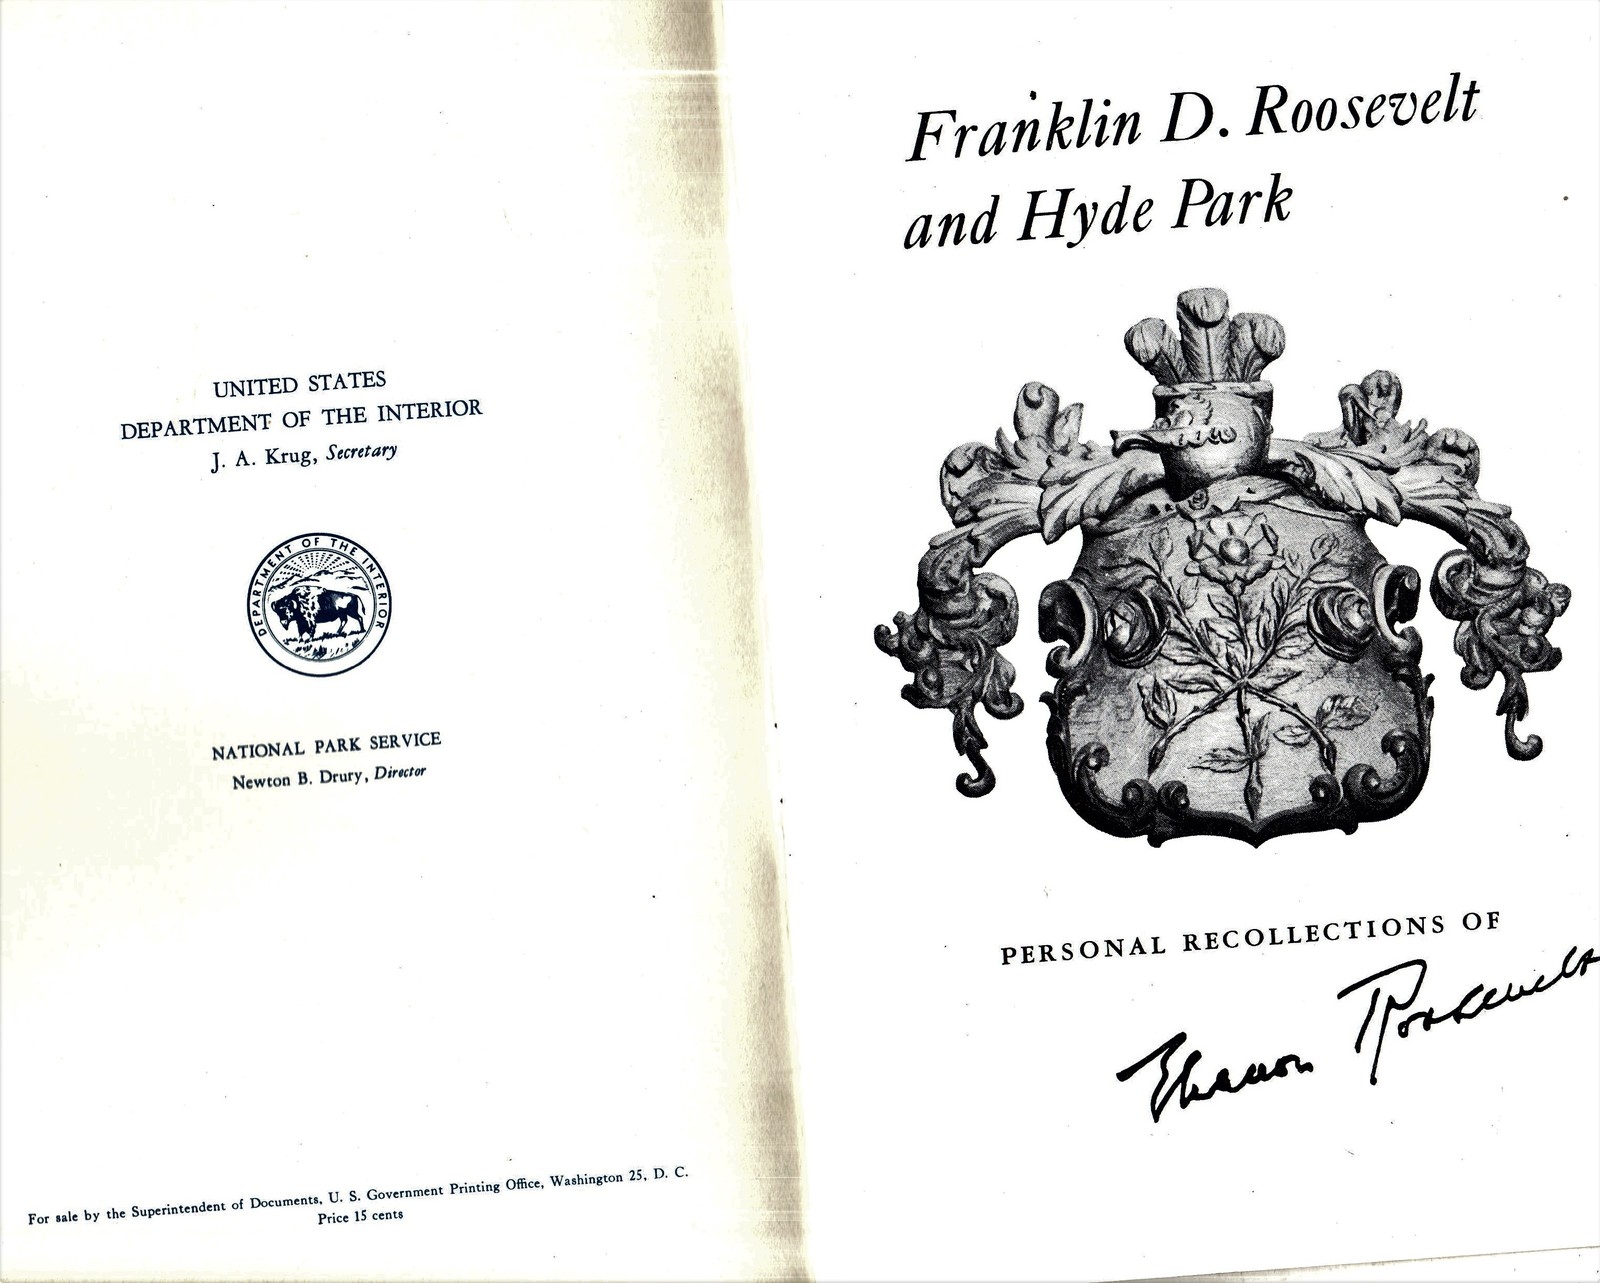 UNITED STATES
DEPARTMENT OF THE INTERIOR
J. A. Krug, Secretary
DEPARTMENT OF THE INTERIOR
NATIONAL PARK SERVICE
Newton B. Drury, Director
For sale by the Superintendent of Documents, U. S. Government Printing Office, Washington 25, D. C.
Price 15 cents
Franklin D. Roosevelt
and Hyde Park
PERSONAL RECOLLECTIONS OF
Eleanor Roosevelt